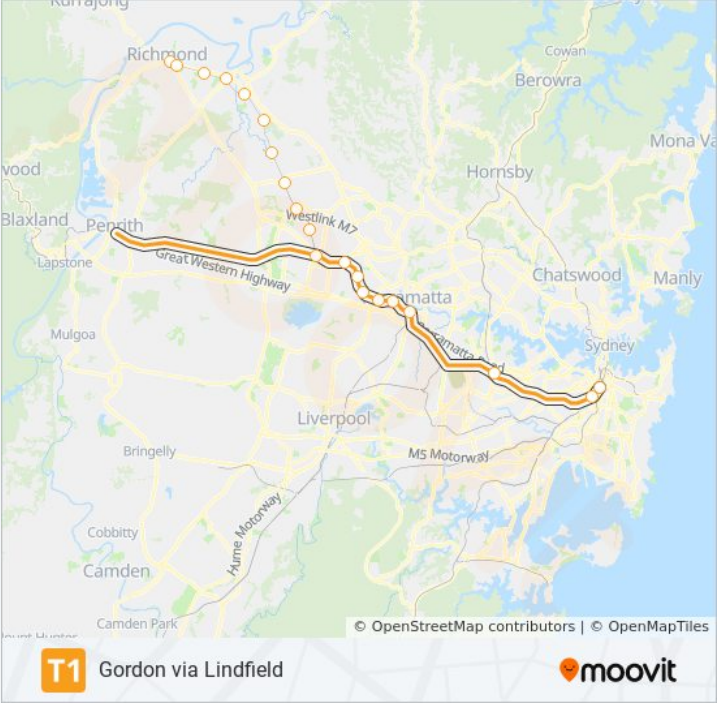 Kurrajong
Richmond
Cowan
Berowra
Mona Va
wood
Hornsby
Blaxland
Penrith
Westlink M7
Lapstone
Great Western Highway
Chatswood
Manly
amatta
Mulgoa
Sydney
Liverpool
Bringelly
M5 Motorway
Hume Motorway
Cobbitty
Camden
Camden Park
© OpenStreetMap contributors | © OpenMapTiles
T1 Gordon via Lindfield
moovit